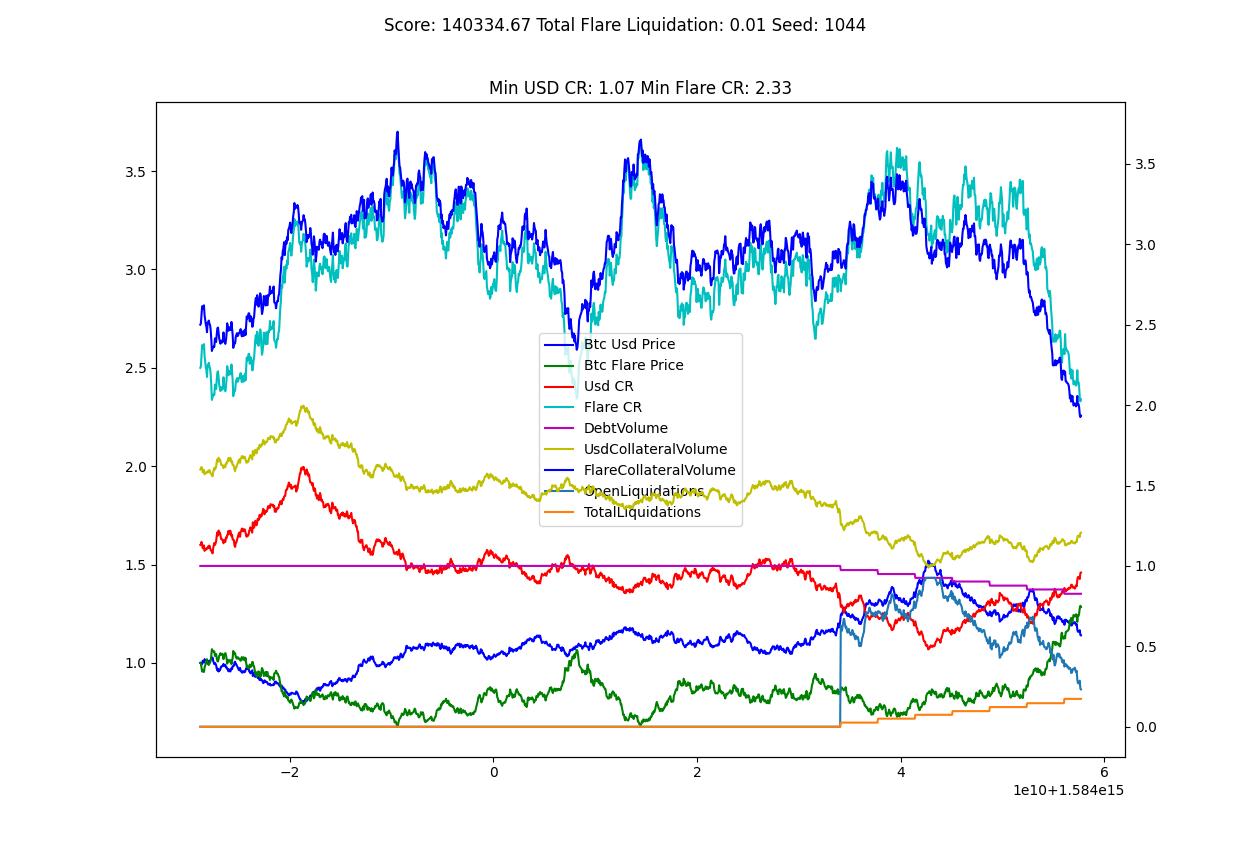 Score: 140334.67 Total Flare Liquidation: 0.01 Seed: 1044
Min USD CR: 1.07 Min Flare CR: 2.33
3.5
3.0
2.5
2.0
1.5
1.0
3.5
3.0
2.5
2.0
1.5
1.0
0.5
0.0
Btc Usd Price
Btc Flare Price
Usd CR
Flare CR
DebtVolume
UsdCollateralVolume
FlareCollateralVolume
OpenLiquidations
TotalLiquidations
−2
0
2
4
6
1e10+1.584e15